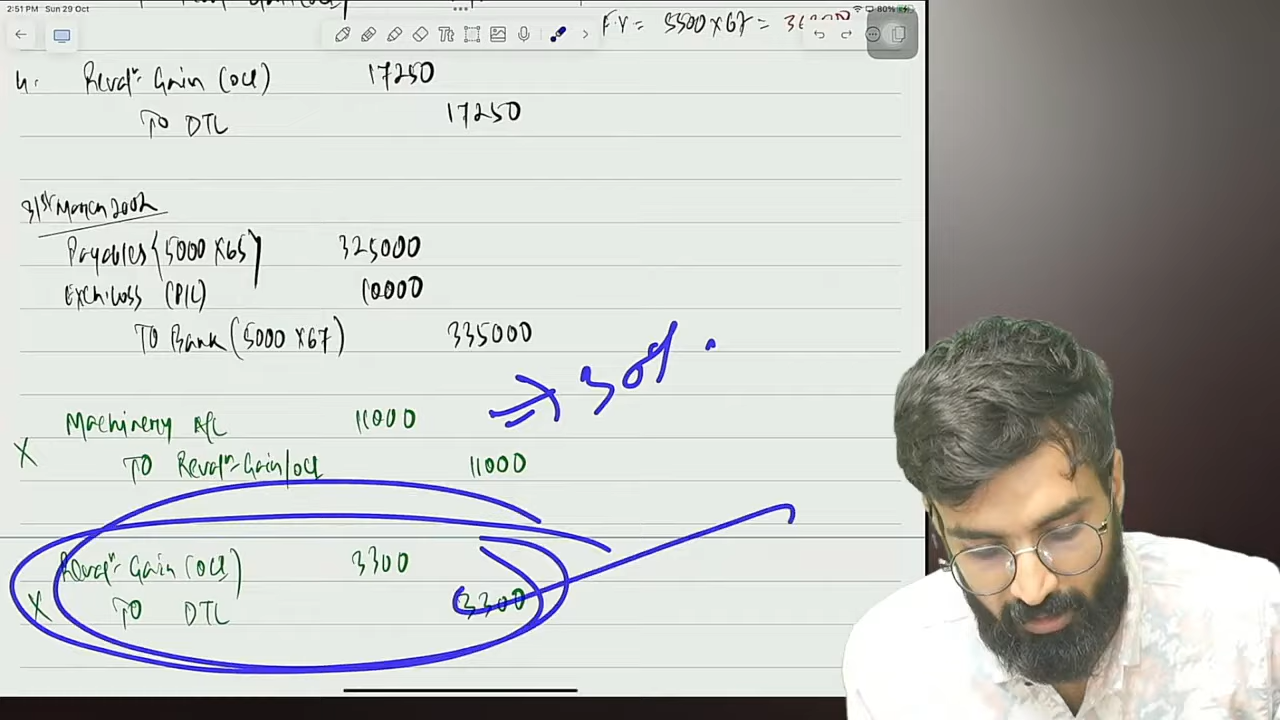 2:51 PM Sun 29 Oct
80%
F.V = 5500 X 67 =
4. Reval^n Gain (OCI) 17250
TO DTL 17250
31st March 2002
Payables {5000 X 65} 325000
Exch. Loss (P/L) 10000
TO Bank (5000 X 67) 335000
⇒ 30%.
Machinery A/c 11000
X TO Reval^n Gain/OCI 11000
Reval^n Gain (OCI) 3300
X TO DTL 3300